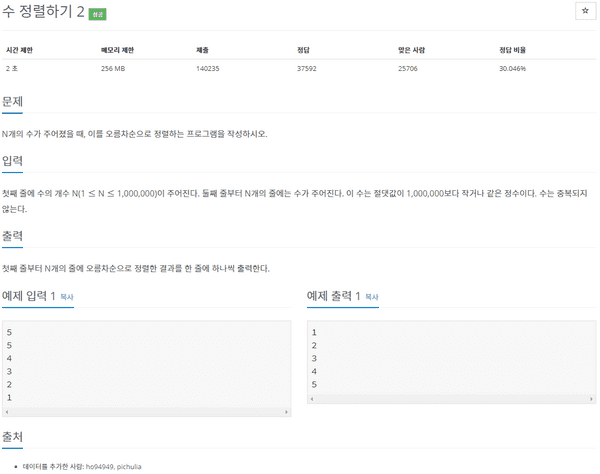 수 정렬하기 2 성공
☆
시간 제한 메모리 제한 제출 정답 맞은 사람 정답 비율
2 초 256 MB 140235 37592 25706 30.046%
문제
N개의 수가 주어졌을 때, 이를 오름차순으로 정렬하는 프로그램을 작성하시오.
입력
첫째 줄에 수의 개수 N(1 ≤ N ≤ 1,000,000)이 주어진다. 둘째 줄부터 N개의 줄에는 수가 주어진다. 이 수는 절댓값이 1,000,000보다 작거나 같은 정수이다. 수는 중복되지
않는다.
출력
첫째 줄부터 N개의 줄에 오름차순으로 정렬한 결과를 한 줄에 하나씩 출력한다.
예제 입력 1 복사
5
5
4
3
2
1
예제 출력 1 복사
1
2
3
4
5
출처
데이터를 추가한 사람: ho94949, pichulia